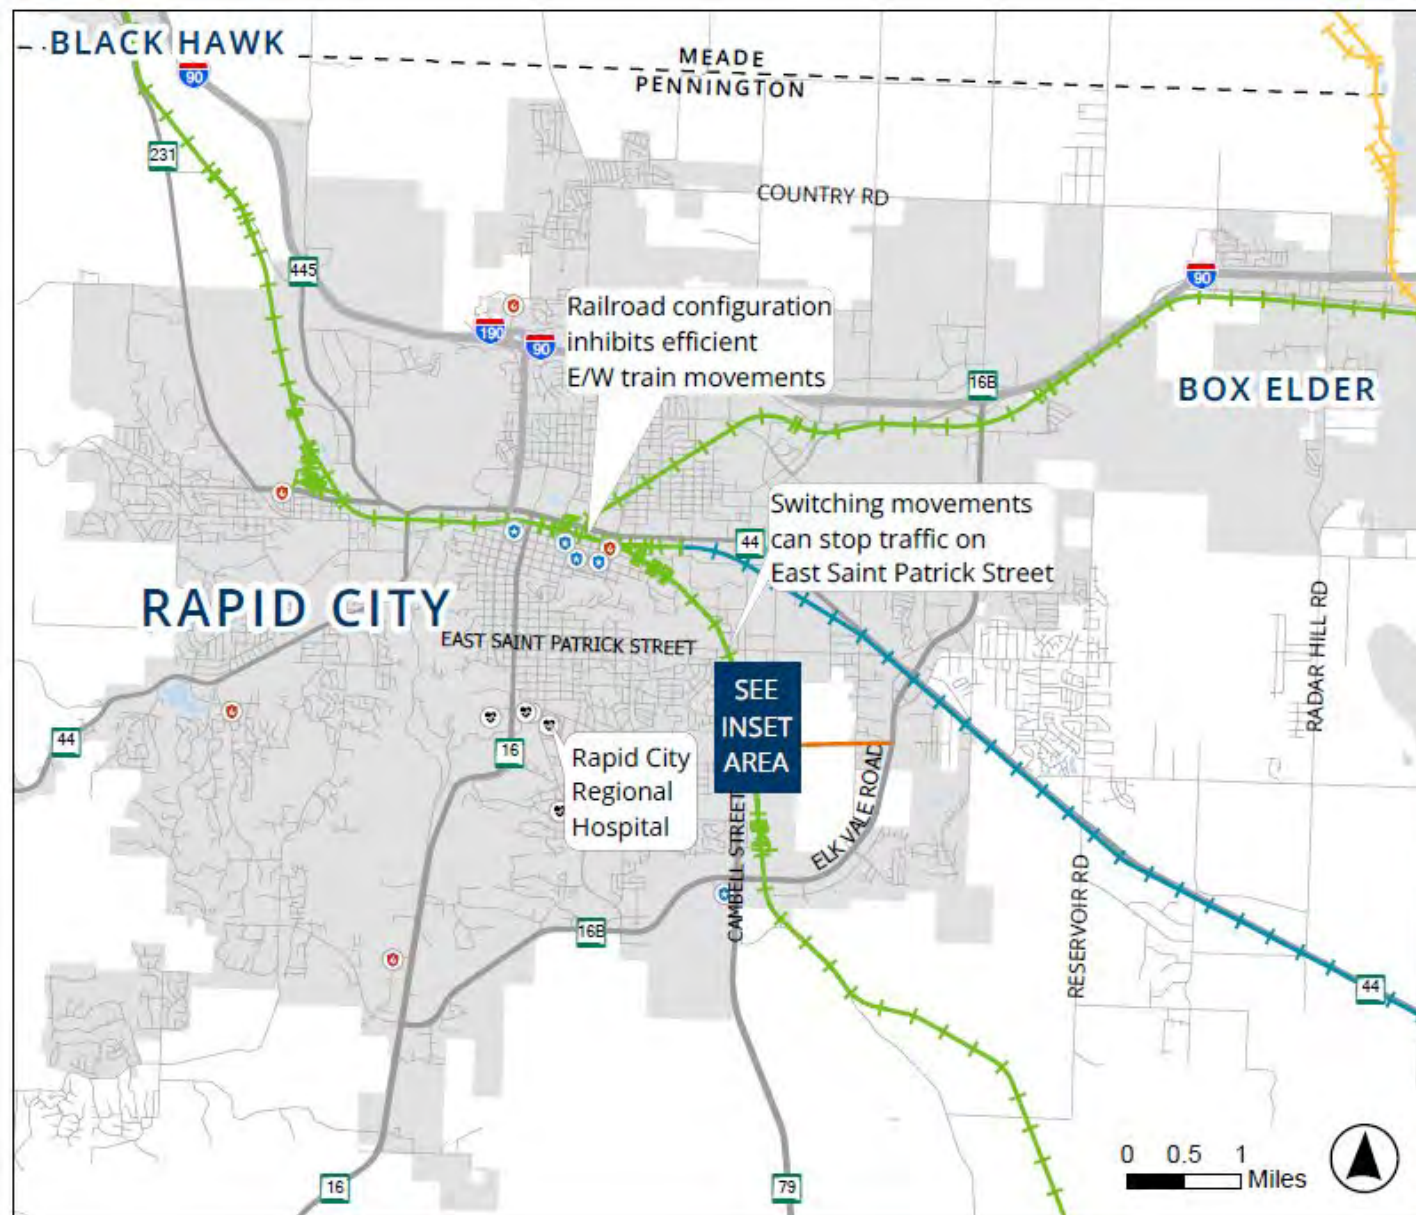 BLACK HAWK
90
MEADE
PENNINGTON
231
COUNTRY RD
445
90
Railroad configuration
inhibits efficient
E/W train movements
190
90
16B
BOX ELDER
Switching movements
can stop traffic on
East Saint Patrick Street
44
RAPID CITY
EAST SAINT PATRICK STREET
RADAR HILL RD
SEE
INSET
AREA
44
16
Rapid City
Regional
Hospital
ELK VALE ROAD
CAMBELL STREET
RESERVOIR RD
16B
44
0 0.5 1
Miles
16
79